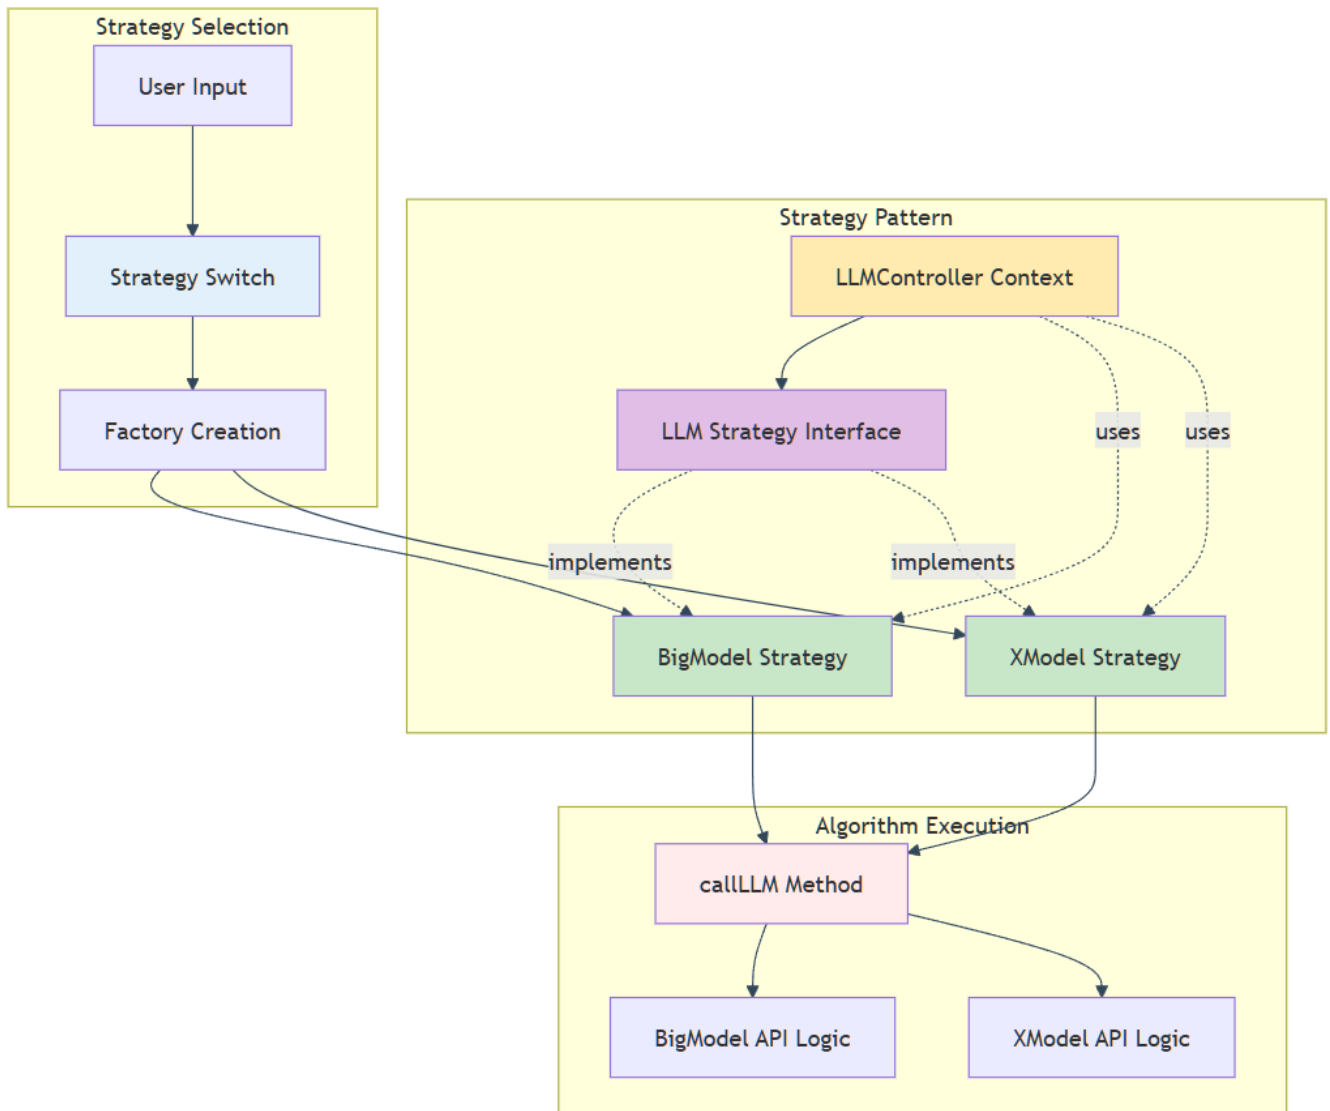 Strategy Selection
User Input
Strategy Switch
Factory Creation
Strategy Pattern
LLMController Context
LLM Strategy Interface
uses
uses
implements
implements
BigModel Strategy
XModel Strategy
Algorithm Execution
callLLM Method
BigModel API Logic
XModel API Logic